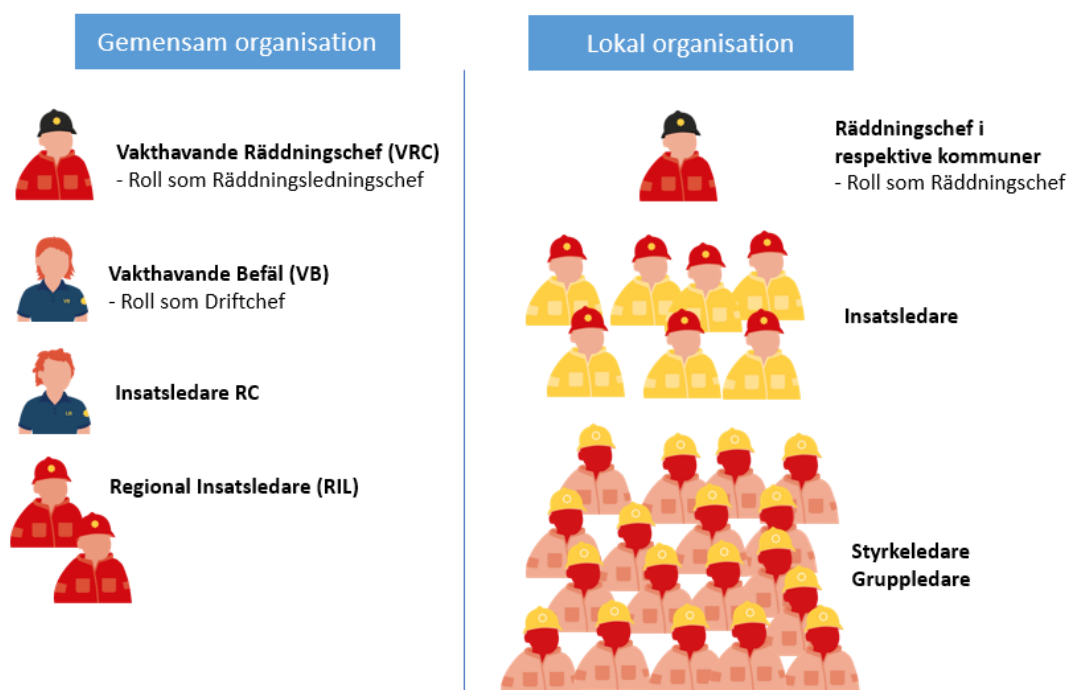 Gemensam organisation
Vakthavande Räddningschef (VRC)
- Roll som Räddningsledningschef
VB
Vakthavande Befäl (VB)
- Roll som Driftchef
Insatsledare RC
Regional Insatsledare (RIL)
Lokal organisation
Räddningschef i
respektive kommuner
- Roll som Räddningschef
Insatsledare
Styrkeledare
Gruppledare